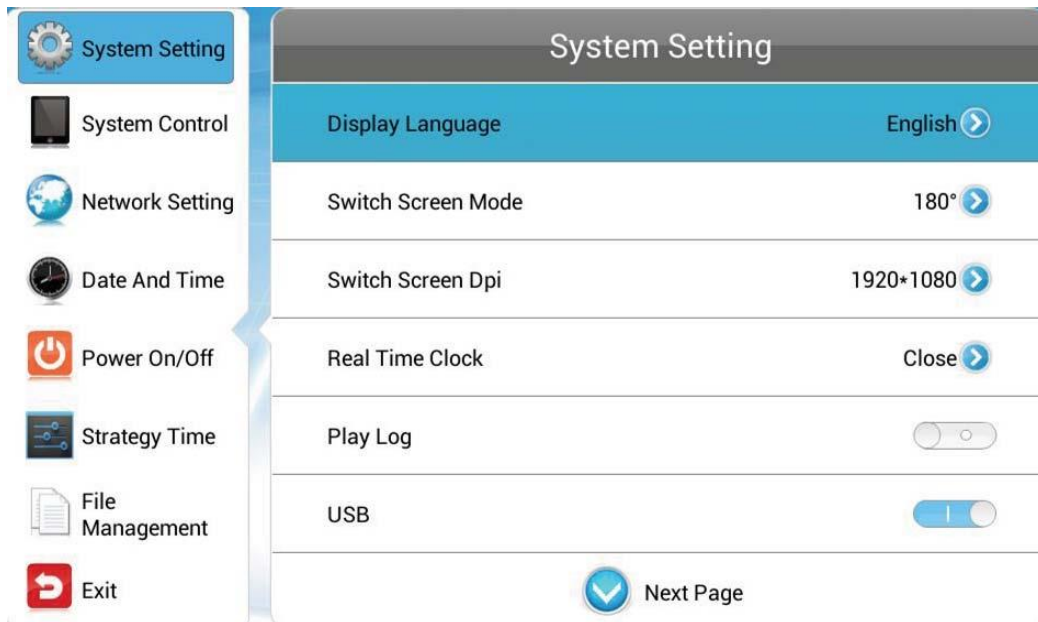 System Setting
System Control
Network Setting
Date And Time
Power On/Off
Strategy Time
File
Management
Exit
System Setting
Display Language English
Switch Screen Mode 180°
Switch Screen Dpi 1920*1080
Real Time Clock Close
Play Log
USB
Next Page